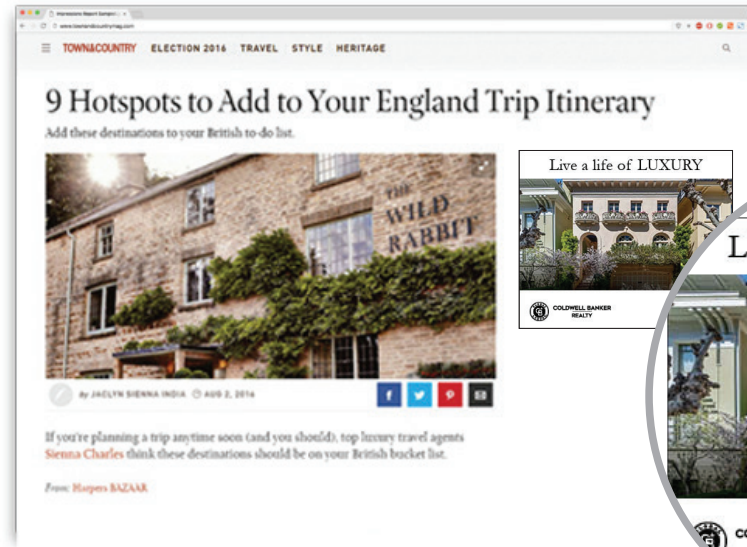 www.townandcountrymag.com
TOWN&COUNTRY ELECTION 2016 TRAVEL STYLE HERITAGE
9 Hotspots to Add to Your England Trip Itinerary
Add these destinations to your British to-do list.
THE
WILD
RABBIT
by JACLYN SIENNA INDIA AUG 2, 2016
If you're planning a trip anytime soon (and you should), top luxury travel agents
Sienna Charles think these destinations should be on your British bucket list.
From: Harpers BAZAAR
Live a life of LUXURY
COLDWELL BANKER
REALTY
L
CO